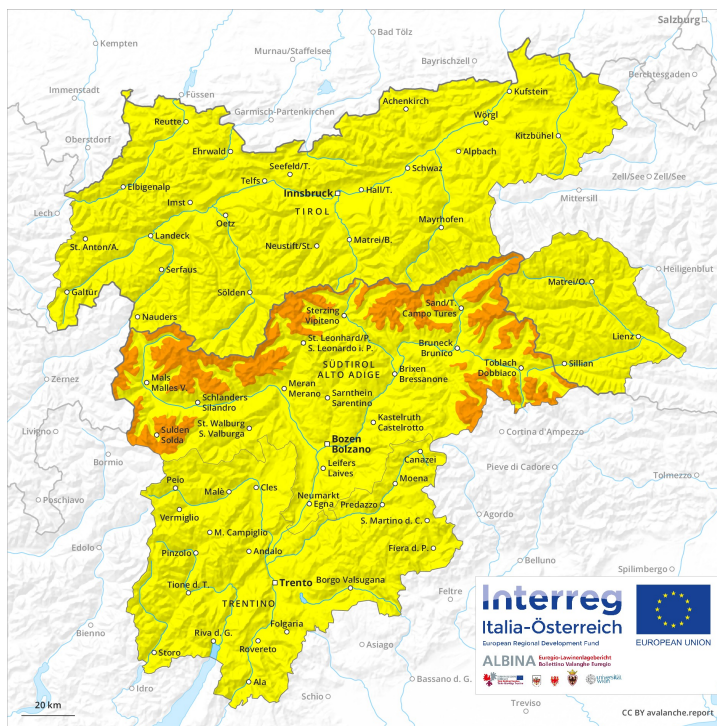 Salzburg
Bad Tölz
Kempten
Murnau/Staffelsee
Bayrischzell
Berchtesgaden
Immenstadt
Füssen
Garmisch-Partenkirchen
Achenkirch
Kufstein
Reutte
Wörgl
Oberstdorf
Ehrwald
Kitzbühel
Seefeld/T.
Alpbach
Schwaz
Telfs
Elbigenalp
Innsbruck
Hall/T.
Zell/See
Zell/See
Imst
TIROL
Mittersill
Lech
Oetz
Mayrhofen
St. Anton/A.
Landeck
Neustift/St.
Matrei/B.
Serfaus
Heiligenblut
Galtür
Sölden
Matrei/O.
Sand/T.
Campo Tures
Nauders
Sterzing
Vipiteno
Lienz
St. Leonhard/P.
S. Leonardo i. P.
Bruneck
Brunico
Sillian
Toblach
Dobbiaco
SÜDTIROL
ALTO ADIGE
Brixen
Bressanone
Zernez
Mals
Malles V.
Meran
Merano
Schlanders
Silandro
Sarnthein
Sarentino
St. Walburg
S. Valburga
Kastelruth
Castelrotto
Livigno
Sulden
Solda
Cortina d'Ampezzo
Bozen
Bolzano
Bormio
Canazei
Pieve di Cadore
Leifers
Laives
Tolmezzo
Poschiavo
Peio
Malè
Cles
Moena
Neumarkt
Egna
Predazzo
Vermiglio
Agordo
S. Martino d. C.
M. Campiglio
Edolo
Pinzolo
Andalo
Fiera d. P.
Belluno
Spilimbergo
Tione d. T.
Trento
Borgo Valsugana
Feltre
TRENTINO
Folgaria
Bienno
Riva d. G.
Rovereto
Storo
Asiago
Bassano d. G.
Idro
Ala
Schio
Treviso
20 km
Interreg
Italia-Österreich
European Regional Development Fund
EUROPEAN UNION
ALBINA
Euregio-Lawinenlagebericht
Bollettino Valanghe Euregio
universität
wien
CC BY avalanche.report